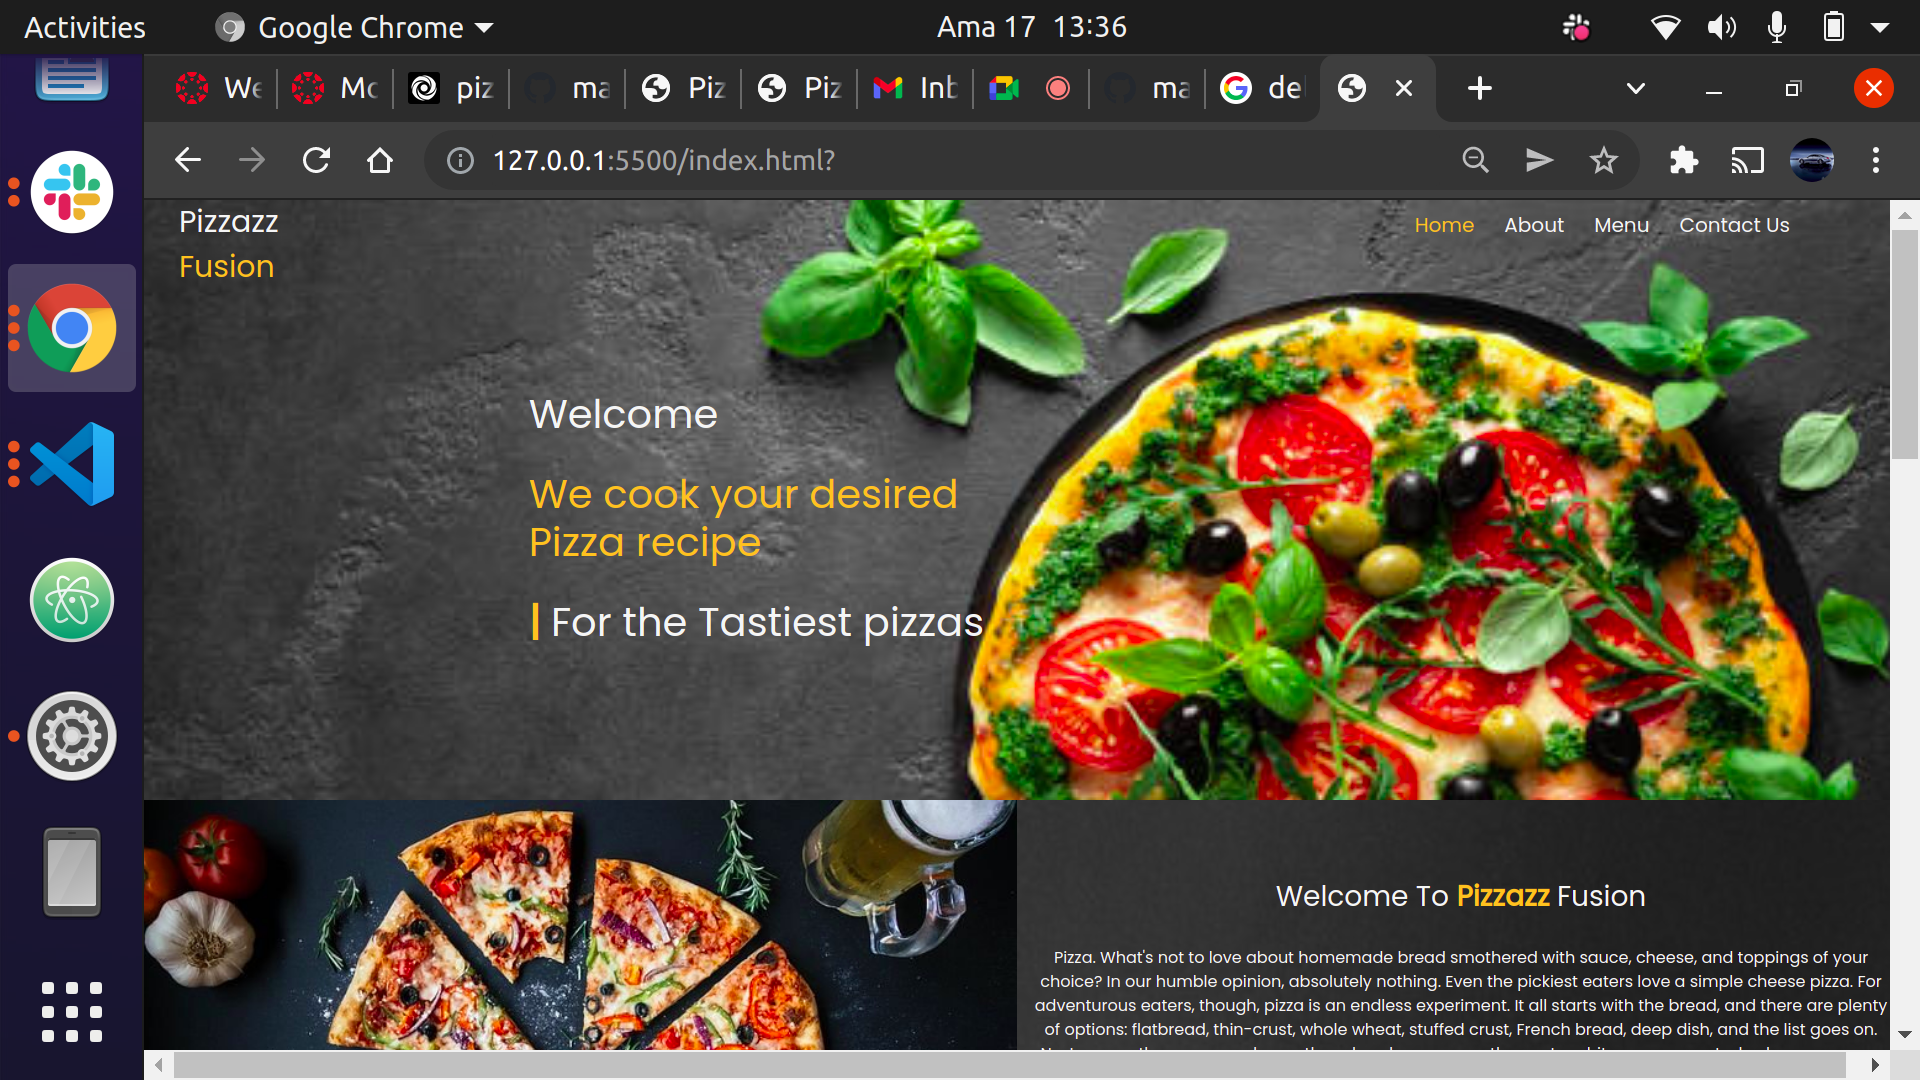 Activities
Google Chrome
Ama 17 13:36
We
Mo
piz
ma
Piz
Piz
Inb
ma
de
127.0.0.1:5500/index.html?
Pizzazz
Fusion
Home
About
Menu
Contact Us
Welcome
We cook your desired
Pizza recipe
| For the Tastiest pizzas
Welcome To Pizzazz Fusion
Pizza. What's not to love about homemade bread smothered with sauce, cheese, and toppings of your
choice? In our humble opinion, absolutely nothing. Even the pickiest eaters love a simple cheese pizza. For
adventurous eaters, though, pizza is an endless experiment. It all starts with the bread, and there are plenty
of options: flatbread, thin-crust, whole wheat, stuffed crust, French bread, deep dish, and the list goes on.